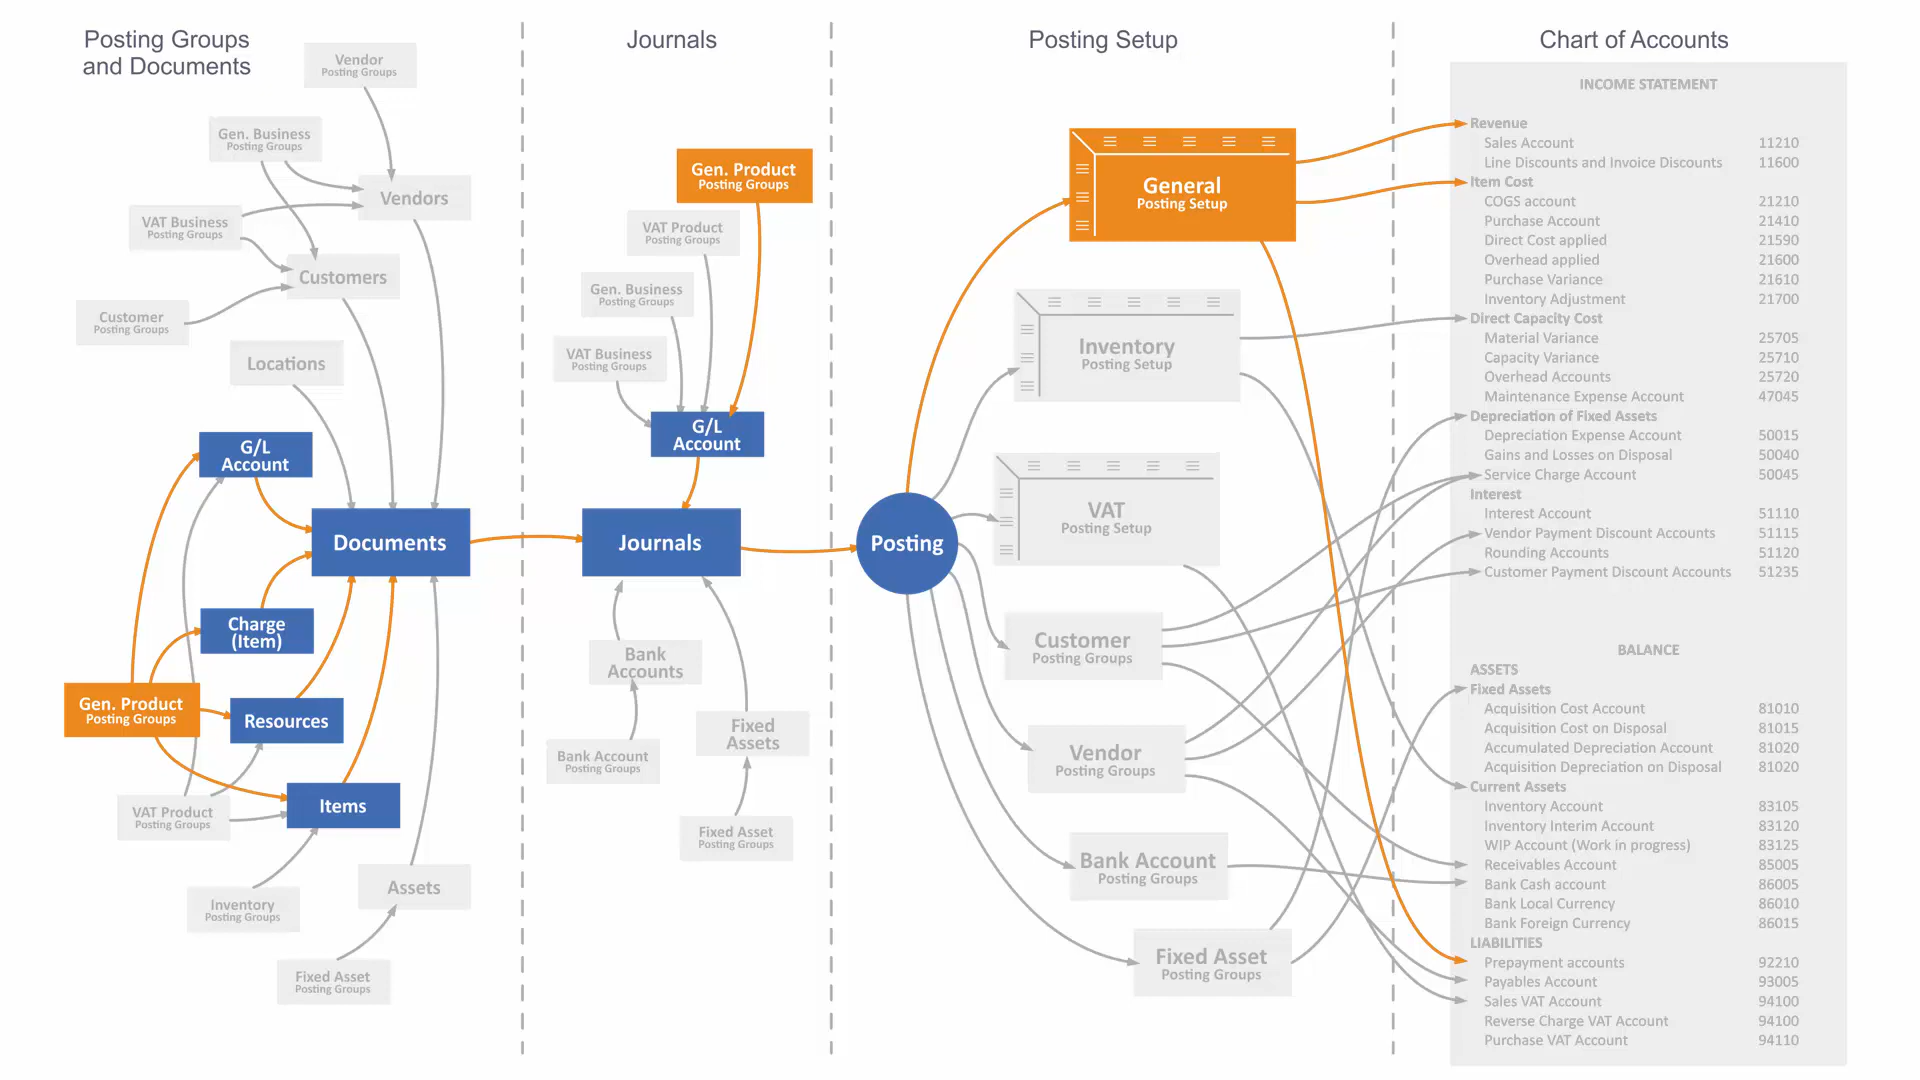 Posting Groups
and Documents
Vendor
Posting Groups
Gen. Business
Posting Groups
Vendors
VAT Business
Posting Groups
Customers
Customer
Posting Groups
Locations
G/L
Account
Documents
Charge
(Item)
Gen. Product
Posting Groups
Resources
Items
VAT Product
Posting Groups
Assets
Inventory
Posting Groups
Fixed Asset
Posting Groups
Journals
Gen. Product
Posting Groups
VAT Product
Posting Groups
Gen. Business
Posting Groups
VAT Business
Posting Groups
G/L
Account
Journals
Bank
Accounts
Fixed
Assets
Bank Account
Posting Groups
Fixed Asset
Posting Groups
Posting Setup
General
Posting Setup
Inventory
Posting Setup
VAT
Posting Setup
Posting
Customer
Posting Groups
Vendor
Posting Groups
Bank Account
Posting Groups
Fixed Asset
Posting Groups
Chart of Accounts
INCOME STATEMENT
Revenue
Sales Account 11210
Line Discounts and Invoice Discounts 11600
Item Cost
COGS account 21210
Purchase Account 21410
Direct Cost applied 21590
Overhead applied 21600
Purchase Variance 21610
Inventory Adjustment 21700
Direct Capacity Cost
Material Variance 25705
Capacity Variance 25710
Overhead Accounts 25720
Maintenance Expense Account 47045
Depreciation of Fixed Assets
Depreciation Expense Account 50015
Gains and Losses on Disposal 50040
Service Charge Account 50045
Interest
Interest Account 51110
Vendor Payment Discount Accounts 51115
Rounding Accounts 51120
Customer Payment Discount Accounts 51235
BALANCE
ASSETS
Fixed Assets
Acquisition Cost Account 81010
Acquisition Cost on Disposal 81015
Accumulated Depreciation Account 81020
Acquisition Depreciation on Disposal 81020
Current Assets
Inventory Account 83105
Inventory Interim Account 83120
WIP Account (Work in progress) 83125
Receivables Account 85005
Bank Cash account 86005
Bank Local Currency 86010
Bank Foreign Currency 86015
LIABILITIES
Prepayment accounts 92210
Payables Account 93005
Sales VAT Account 94100
Reverse Charge VAT Account 94100
Purchase VAT Account 94110